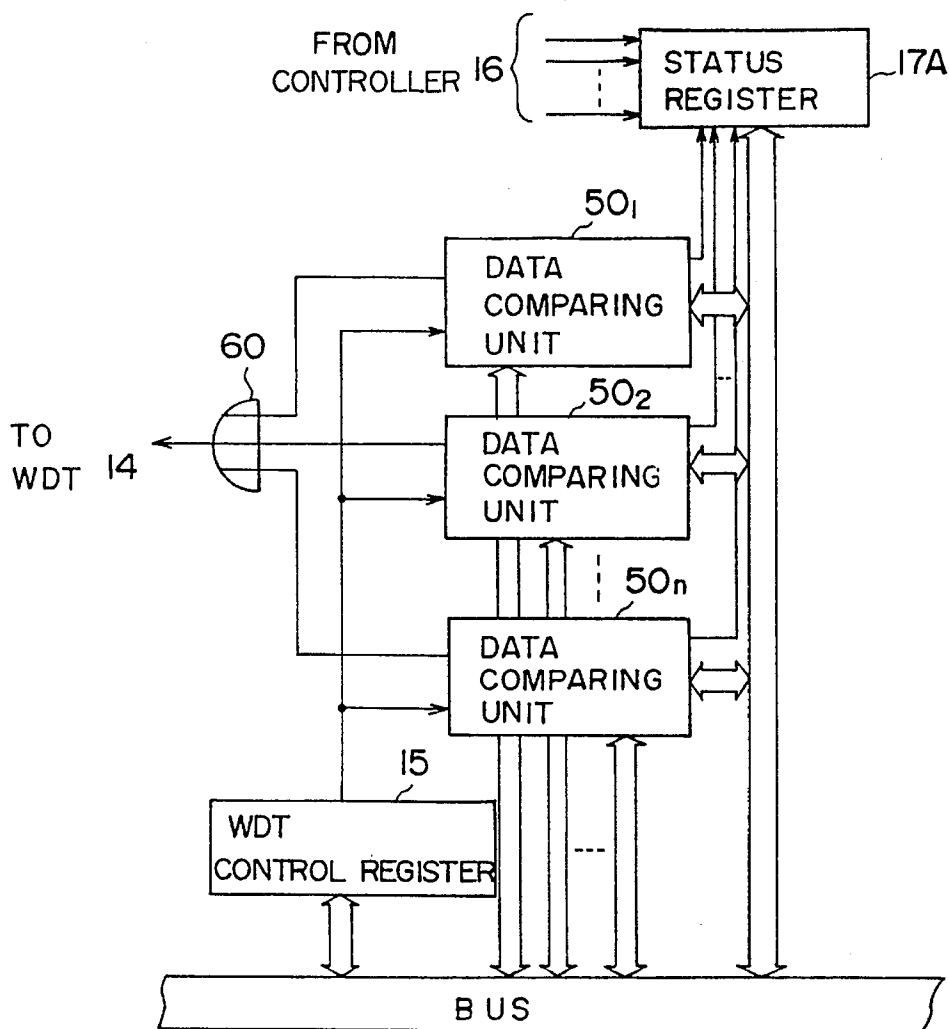 FROM
CONTROLLER 16
STATUS
REGISTER
17A
50₁
DATA
COMPARING
UNIT
60
50₂
TO
WDT 14
DATA
COMPARING
UNIT
50n
DATA
COMPARING
UNIT
15
WDT
CONTROL REGISTER
BUS